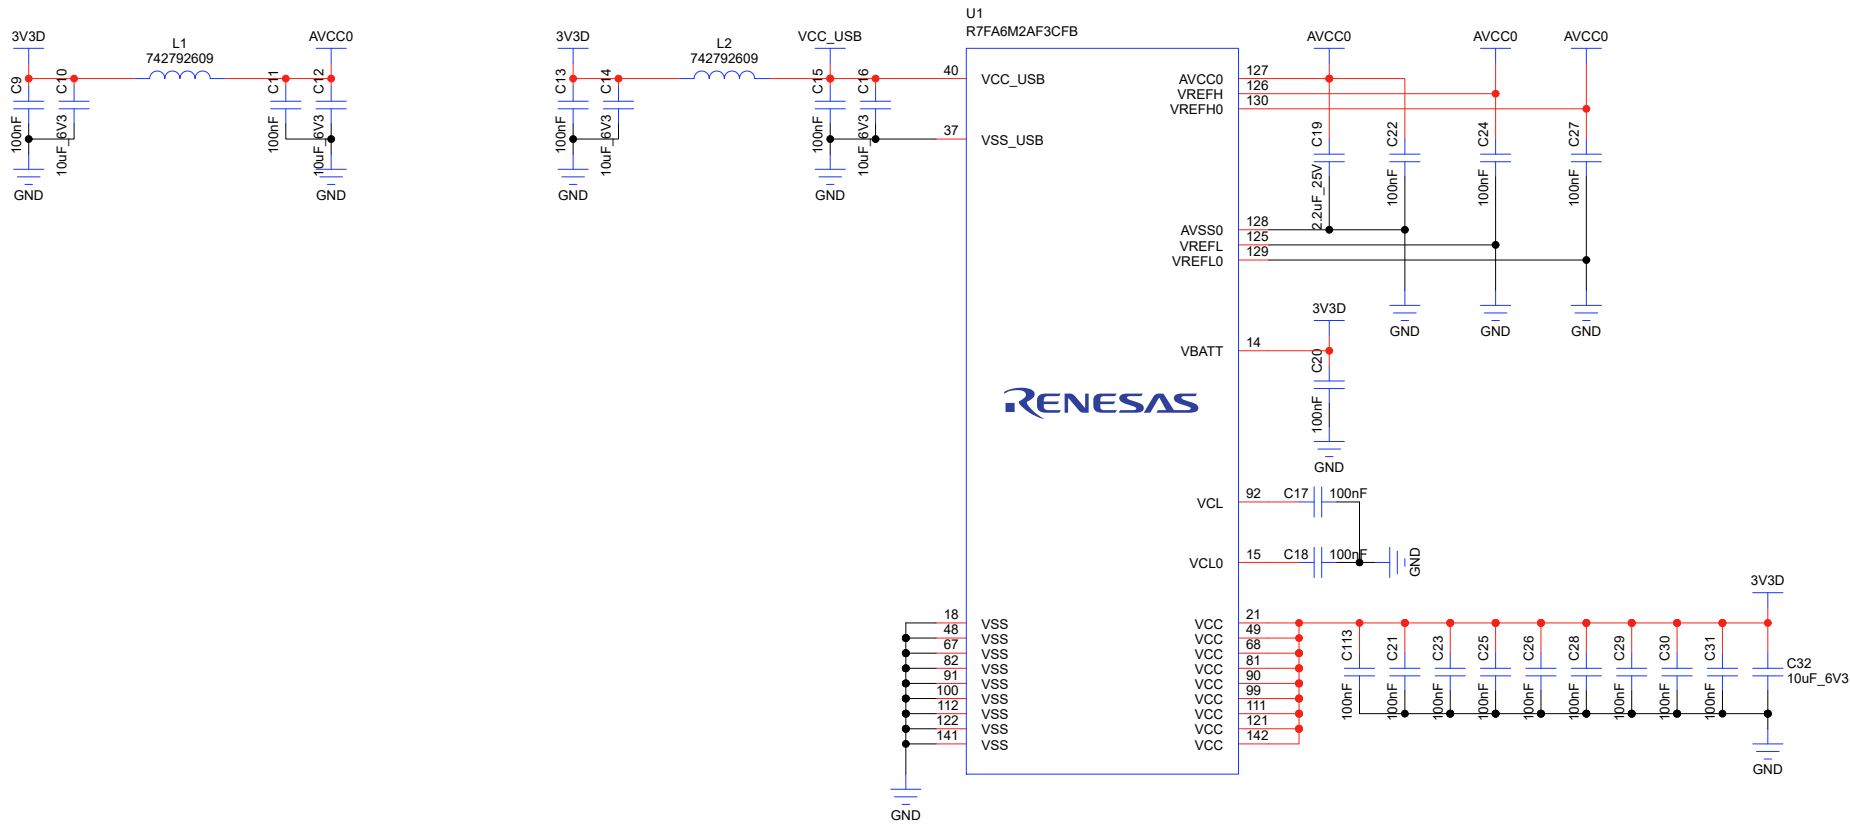 U1
R7FA6M2AF3CFB
3V3D
L1
742792609
AVCC0
C9
100nF
C10
10uF_6V3
C11
100nF
C12
10uF_6V3
GND
GND
3V3D
L2
742792609
VCC_USB
C13
100nF
C14
10uF_6V3
C15
100nF
C16
10uF_6V3
GND
GND
40
VCC_USB
37
VSS_USB
AVCC0
AVCC0
AVCC0
AVCC0
127
VREFH
126
VREFH0
130
C19
2.2uF_25V
C22
100nF
C24
100nF
C27
100nF
AVSS0
128
VREFL
125
VREFL0
129
GND
GND
GND
3V3D
VBATT
14
C20
100nF
GND
RENESAS
VCL
92
C17
100nF
VCL0
15
C18
100nF
GND
18
VSS
48
VSS
67
VSS
82
VSS
91
VSS
100
VSS
112
VSS
122
VSS
141
VSS
GND
VCC
21
VCC
49
VCC
68
VCC
81
VCC
90
VCC
99
VCC
111
VCC
121
VCC
142
3V3D
C113
100nF
C21
100nF
C23
100nF
C25
100nF
C26
100nF
C28
100nF
C29
100nF
C30
100nF
C31
100nF
C32
10uF_6V3
GND